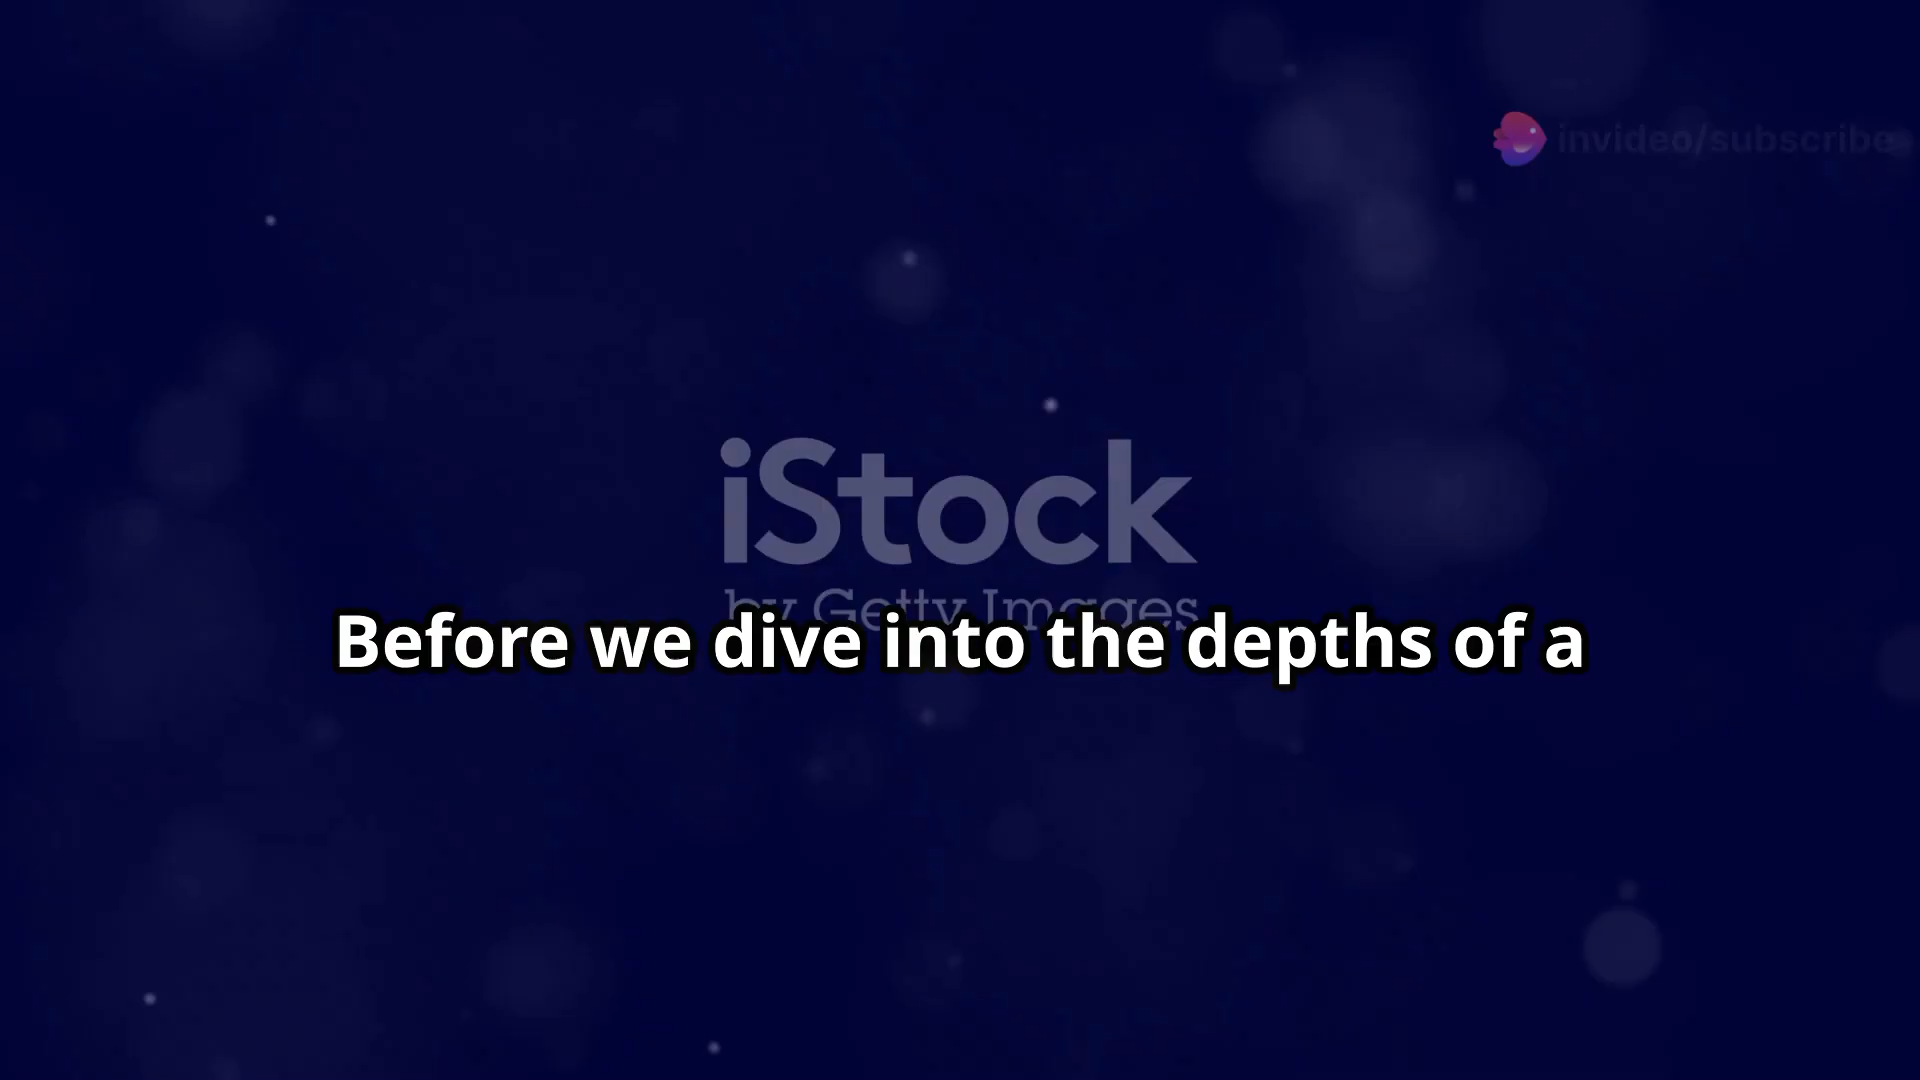 invideo/subscribe
iStock
by Getty Images
Before we dive into the depths of a